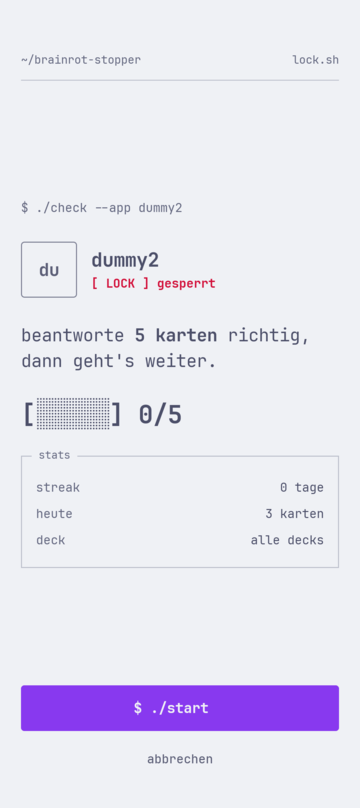 ~/brainrot-stopper
lock.sh
$ ./check --app dummy2
du
dummy2
[ LOCK ] gesperrt
beantworte 5 karten richtig,
dann geht's weiter.
[░░░░░] 0/5
stats
streak 0 tage
heute 3 karten
deck alle decks
$ ./start
abbrechen